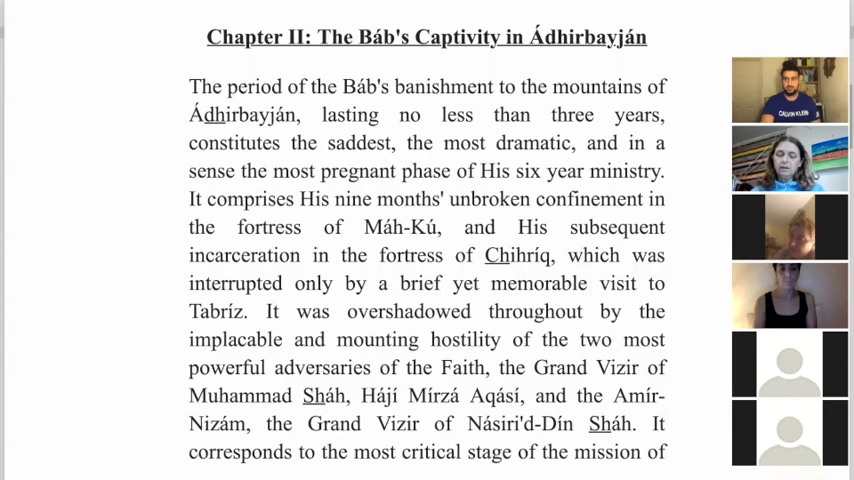 Chapter II: The Báb's Captivity in Ádhirbayján
The period of the Báb's banishment to the mountains of
Ádhirbayján, lasting no less than three years,
constitutes the saddest, the most dramatic, and in a
sense the most pregnant phase of His six year ministry.
It comprises His nine months' unbroken confinement in
the fortress of Máh-Kú, and His subsequent
incarceration in the fortress of Chihríq, which was
interrupted only by a brief yet memorable visit to
Tabríz. It was overshadowed throughout by the
implacable and mounting hostility of the two most
powerful adversaries of the Faith, the Grand Vizir of
Muhammad Sháh, Hájí Mírzá Aqásí, and the Amír-
Nizám, the Grand Vizir of Násiri'd-Dín Sháh. It
corresponds to the most critical stage of the mission of
CALVIN KLEIN